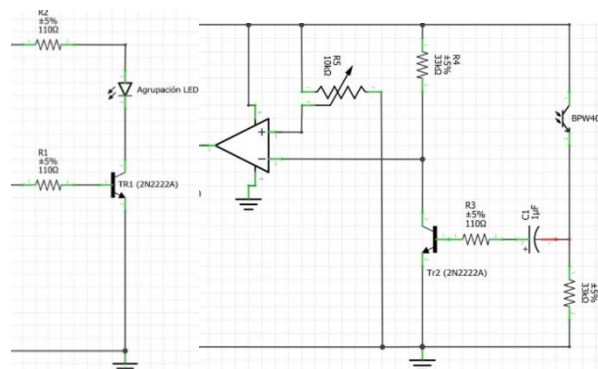 R2
±5%
110Ω
Agrupación LED
R1
±5%
110Ω
TR1 (2N2222A)
R5
10kΩ
+
−
R4
±5%
33kΩ
BPW40
R3
±5%
110Ω
C1
1µF
+
Tr2 (2N2222A)
±5%
33kΩ